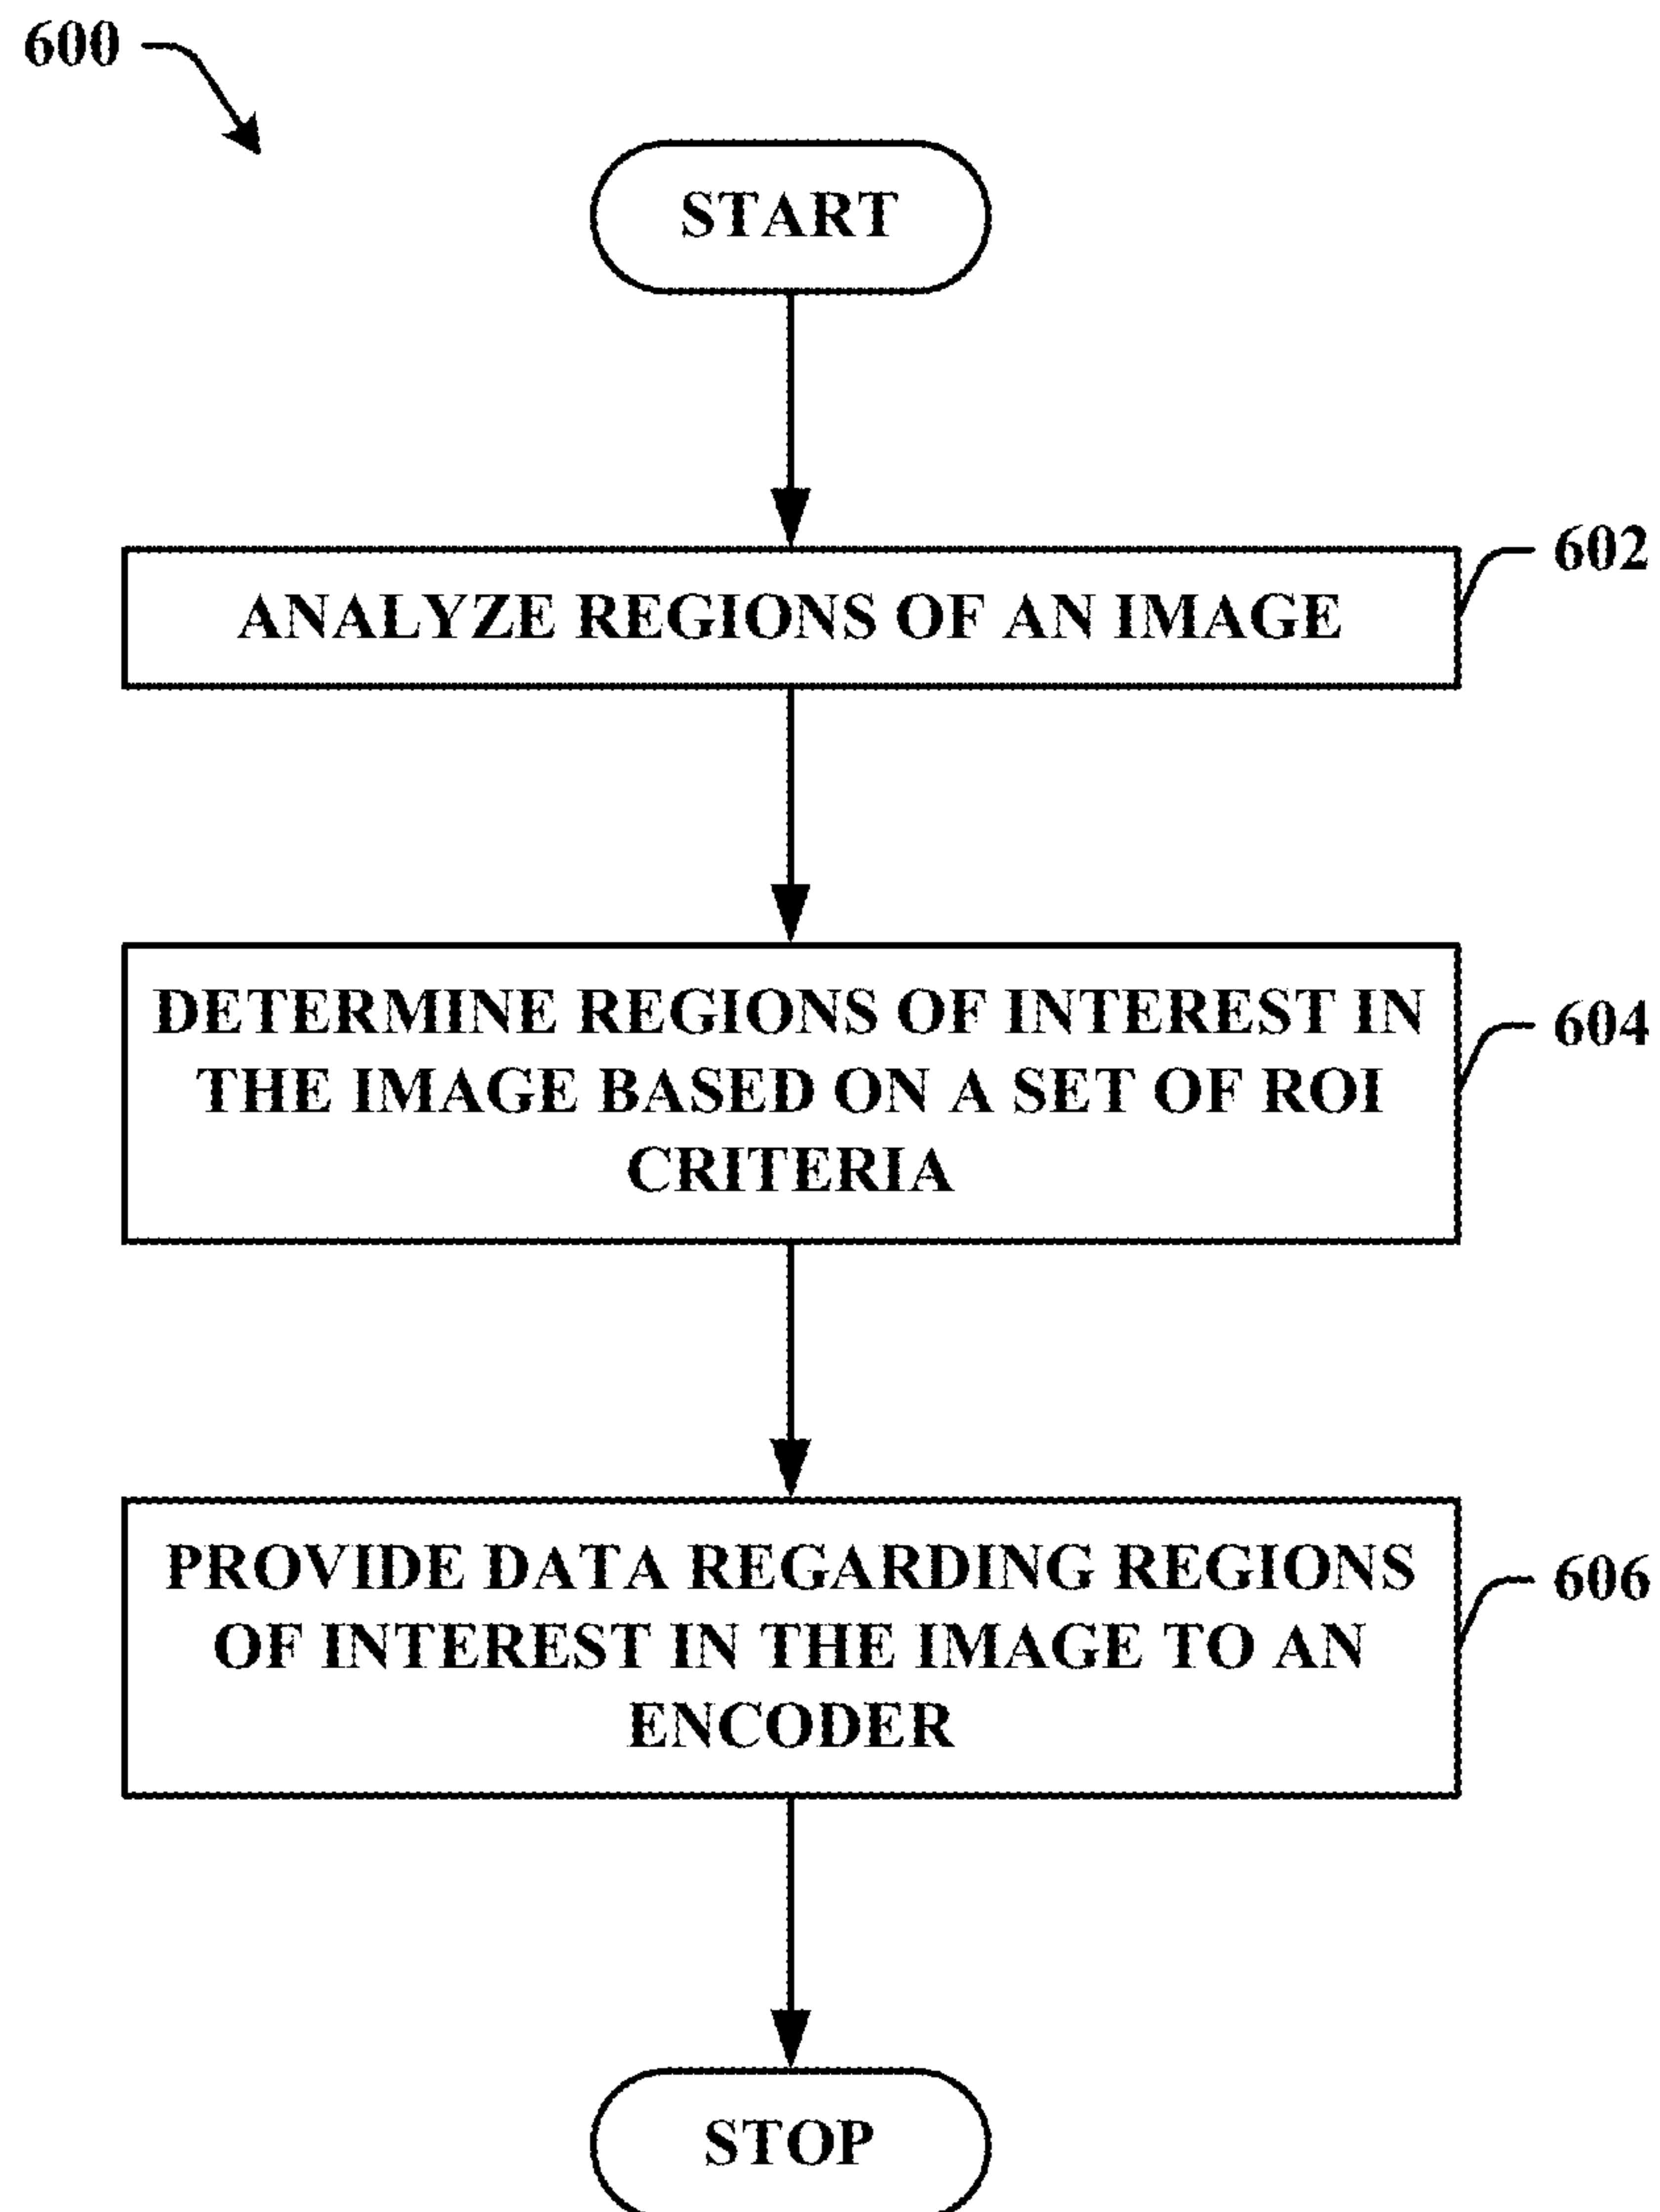 600
START
ANALYZE REGIONS OF AN IMAGE
602
DETERMINE REGIONS OF INTEREST IN
THE IMAGE BASED ON A SET OF ROI
CRITERIA
604
PROVIDE DATA REGARDING REGIONS
OF INTEREST IN THE IMAGE TO AN
ENCODER
606
STOP